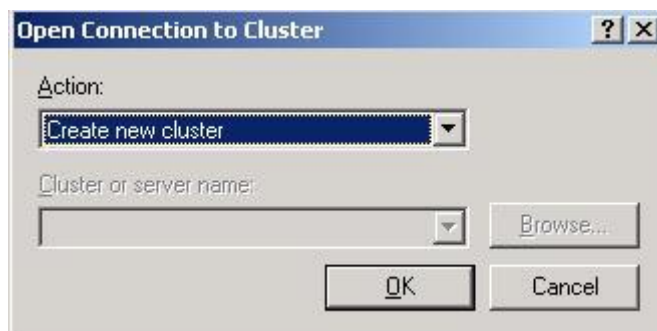 Open Connection to Cluster
Action:
Create new cluster
Cluster or server name:
Browse...
OK
Cancel